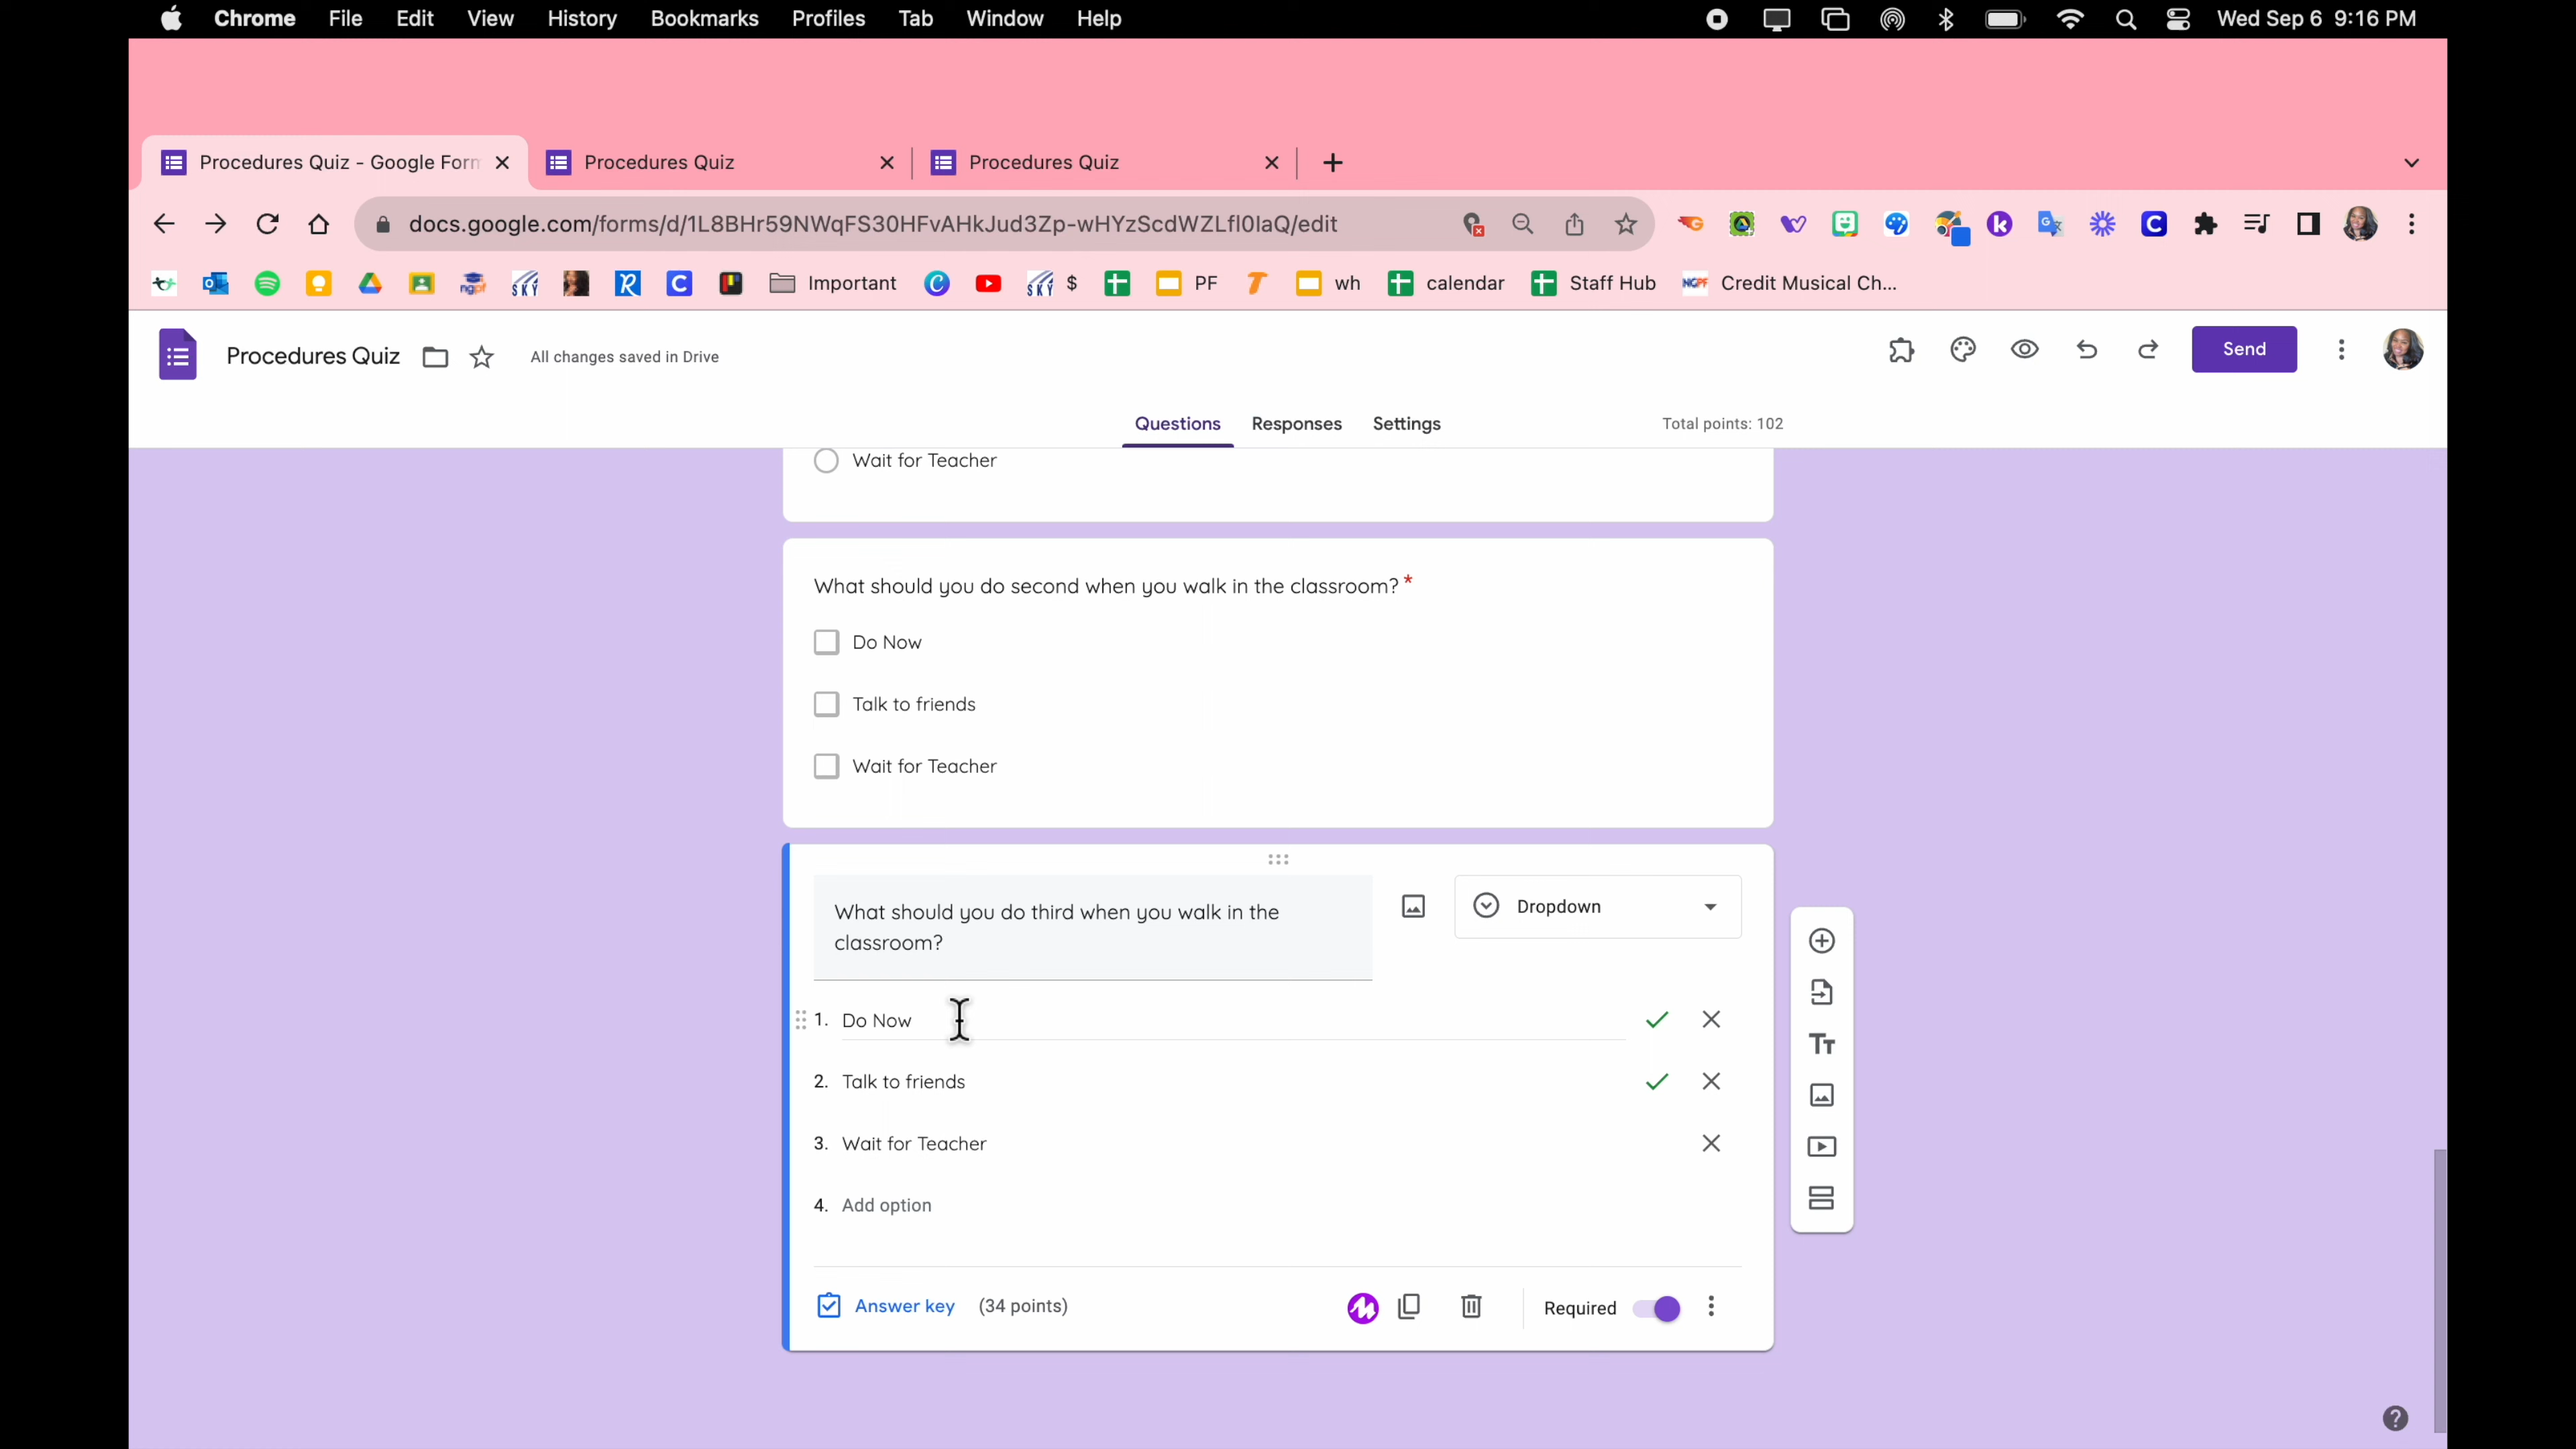 Chrome File Edit View History Bookmarks Profiles Tab Window Help Wed Sep 6 9:16 PM
Procedures Quiz - Google Form Procedures Quiz Procedures Quiz
docs.google.com/forms/d/1L8BHr59NWqFS30HFvAHkJud3Zp-wHYzScdWZLfl0IaQ/edit
Important SKY $ PF wh calendar Staff Hub NGPF Credit Musical Ch...
Procedures Quiz All changes saved in Drive Send
Questions Responses Settings Total points: 102
Wait for Teacher
What should you do second when you walk in the classroom? *
Do Now
Talk to friends
Wait for Teacher
What should you do third when you walk in the
classroom?
Dropdown
1. Do Now
2. Talk to friends
3. Wait for Teacher
4. Add option
Answer key (34 points) Required